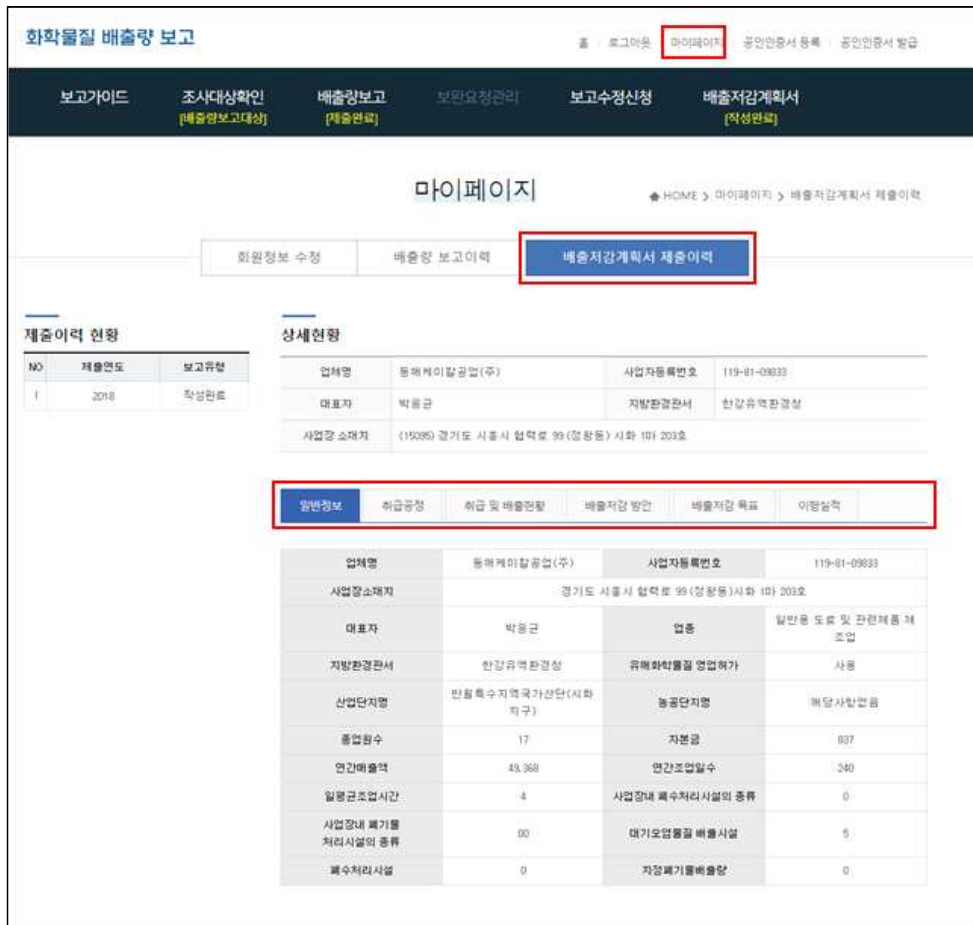 화학물질 배출량 보고
홈 로그아웃 마이페이지 공인인증서 등록 공인인증서 발급
보고가이드 조사대상확인 배출량보고 보완요청관리 보고수정신청 배출저감계획서
[배출량보고대상] [제출완료] [작성완료]
마이페이지
HOME > 마이페이지 > 배출저감계획서 제출이력
회원정보 수정 배출량 보고이력 배출저감계획서 제출이력
제출이력 현황 상세현황
NO 제출연도 보고유형
1 2018 작성완료
업체명 동해케미칼공업(주) 사업자등록번호 119-81-09833
대표자 박응균 지방환경관서 한강유역환경청
사업장 소재지 (15095) 경기도 시흥시 협력로 99 (정왕동) 시화 1마 203호
일반정보 취급공정 취급 및 배출현황 배출저감 방안 배출저감 목표 이행실적
업체명 동해케미칼공업(주) 사업자등록번호 119-81-09833
사업장소재지 경기도 시흥시 협력로 99 (정왕동)시화 1마 203호
대표자 박응균 업종 일반용 도료 및 관련제품 제조업
지방환경관서 한강유역환경청 유해화학물질 영업허가 사용
산업단지명 반월특수지역국가산단(시화지구) 농공단지명 해당사항없음
종업원수 17 자본금 837
연간매출액 49,368 연간조업일수 240
일평균조업시간 4 사업장내 폐수처리시설의 종류 0
사업장내 폐기물 처리시설의 종류 00 대기오염물질 배출시설 5
폐수처리시설 0 지정폐기물배출량 0